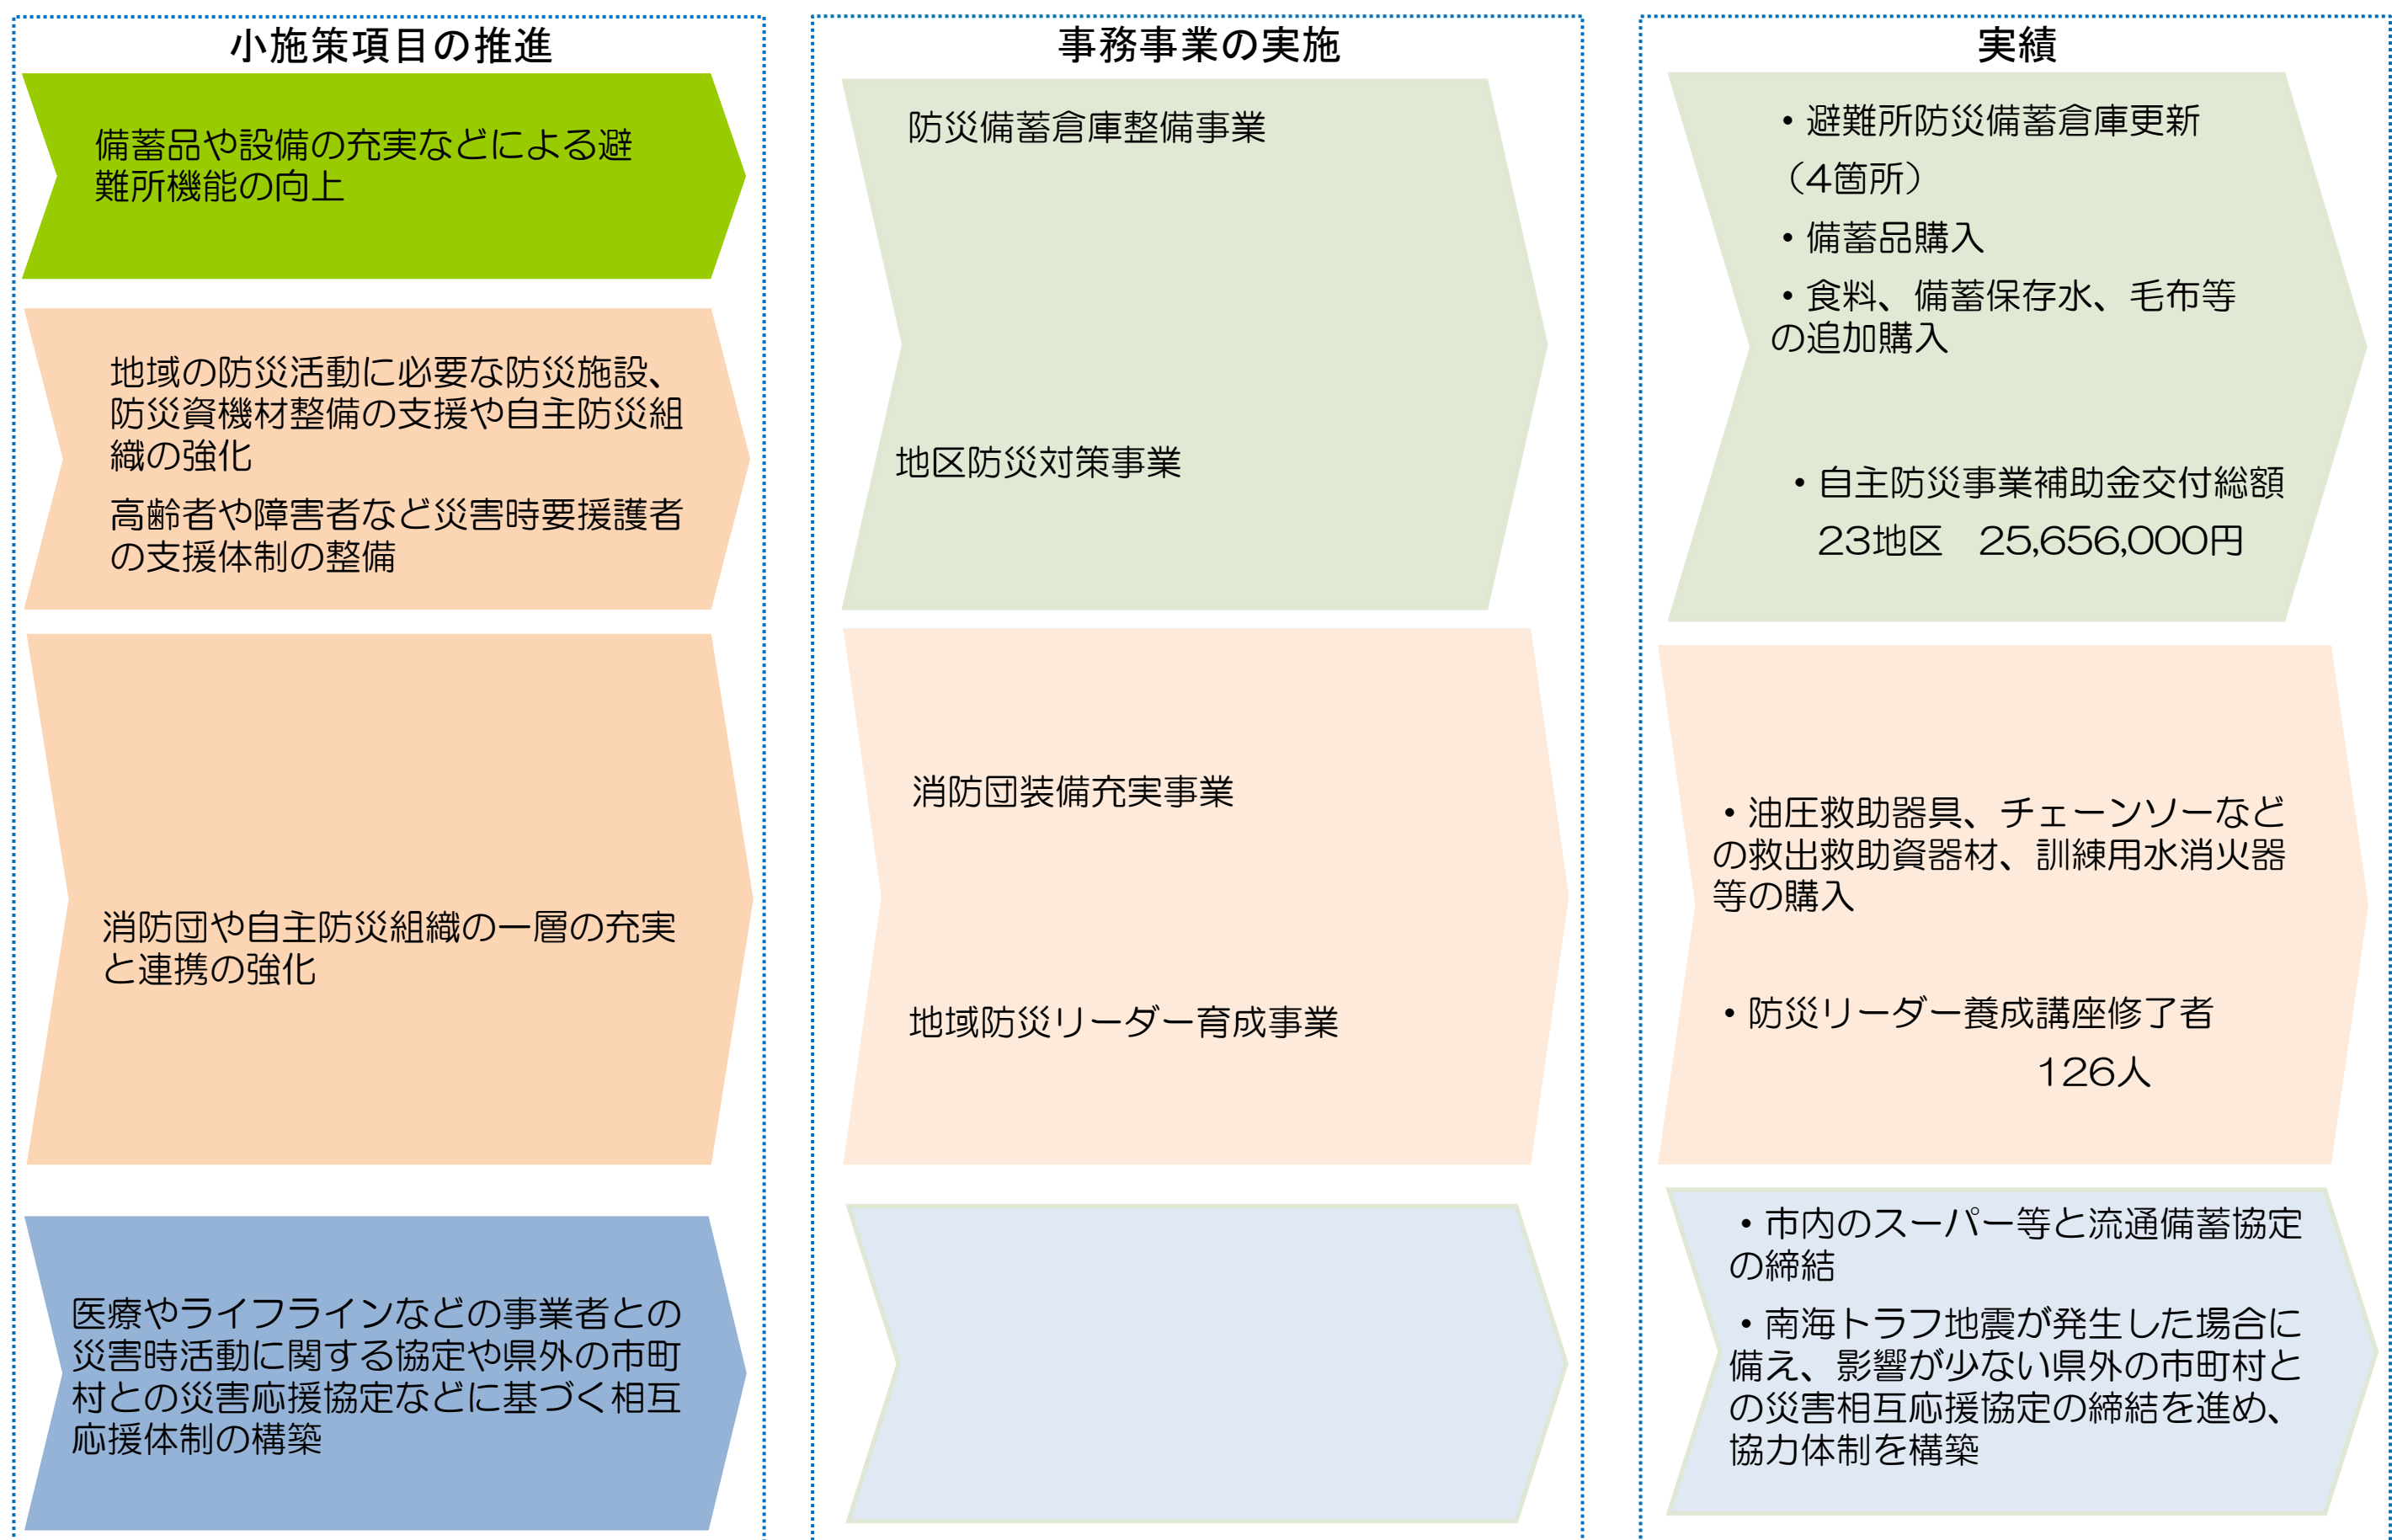 小施策項目の推進
備蓄品や設備の充実などによる避
難所機能の向上
地域の防災活動に必要な防災施設、
防災資機材整備の支援や自主防災組
織の強化
高齢者や障害者など災害時要援護者
の支援体制の整備
消防団や自主防災組織の一層の充実
と連携の強化
医療やライフラインなどの事業者との
災害時活動に関する協定や県外の市町
村との災害応援協定などに基づく相互
応援体制の構築
事務事業の実施
防災備蓄倉庫整備事業
地区防災対策事業
消防団装備充実事業
地域防災リーダー育成事業
実績
・避難所防災備蓄倉庫更新
（4箇所）
・備蓄品購入
・食料、備蓄保存水、毛布等
の追加購入
・自主防災事業補助金交付総額
23地区　25,656,000円
・油圧救助器具、チェーンソーなど
の救出救助資器材、訓練用水消火器
等の購入
・防災リーダー養成講座修了者
126人
・市内のスーパー等と流通備蓄協定
の締結
・南海トラフ地震が発生した場合に
備え、影響が少ない県外の市町村と
の災害相互応援協定の締結を進め、
協力体制を構築